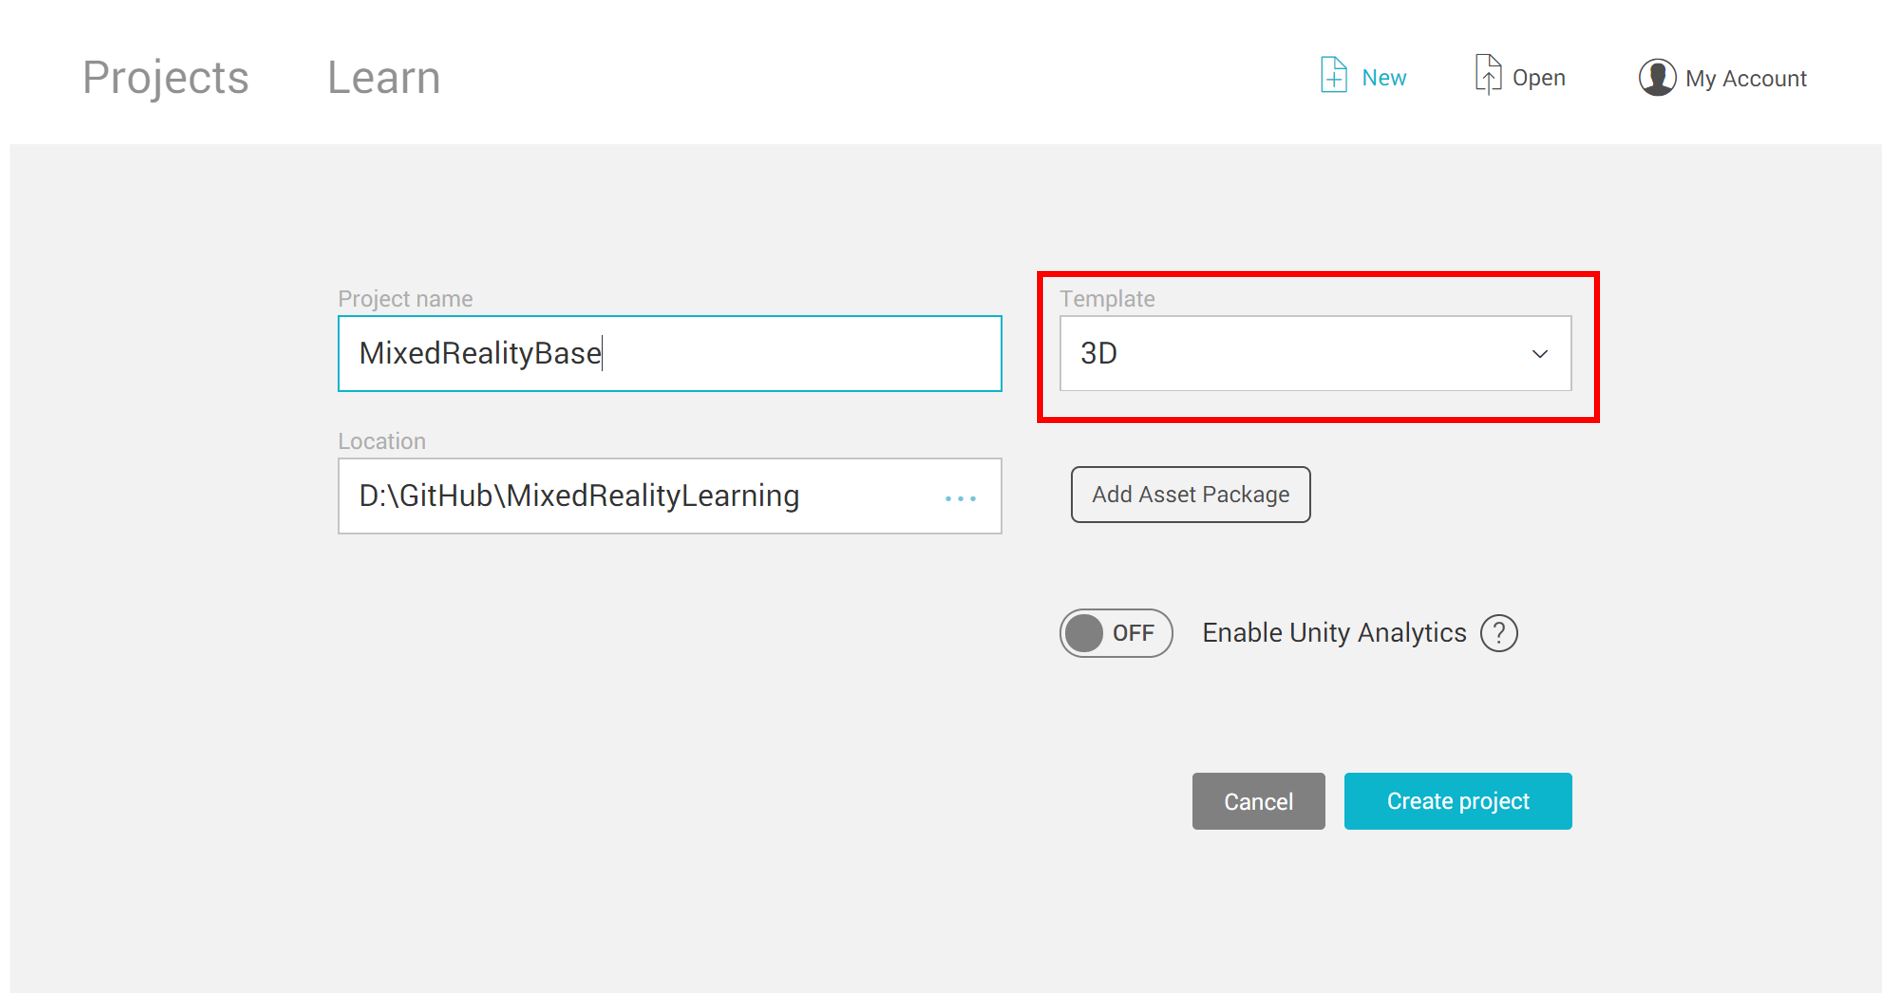 Projects Learn New Open My Account
Project name
MixedRealityBase
Template
3D
Location
D:\GitHub\MixedRealityLearning ...
Add Asset Package
OFF Enable Unity Analytics ?
Cancel Create project